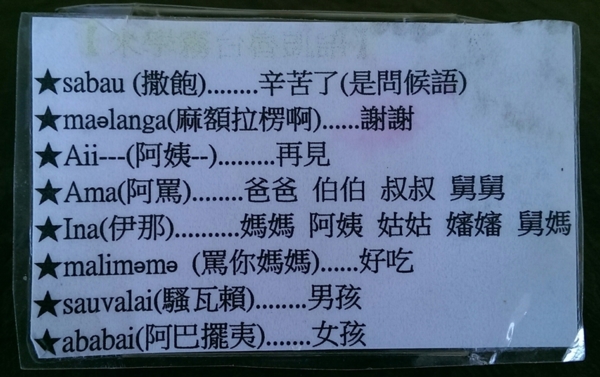 ★sabau (撒飽)........辛苦了(是問候語)
★maəlanga(麻額拉楞啊)......謝謝
★Aii---(阿姨--).........再見
★Ama(阿罵)........爸爸 伯伯 叔叔 舅舅
★Ina(伊那)..........媽媽 阿姨 姑姑 嬸嬸 舅媽
★maliməmə (罵你媽媽)......好吃
★sauvalai(騷瓦賴)........男孩
★ababai(阿巴擺夷).......女孩